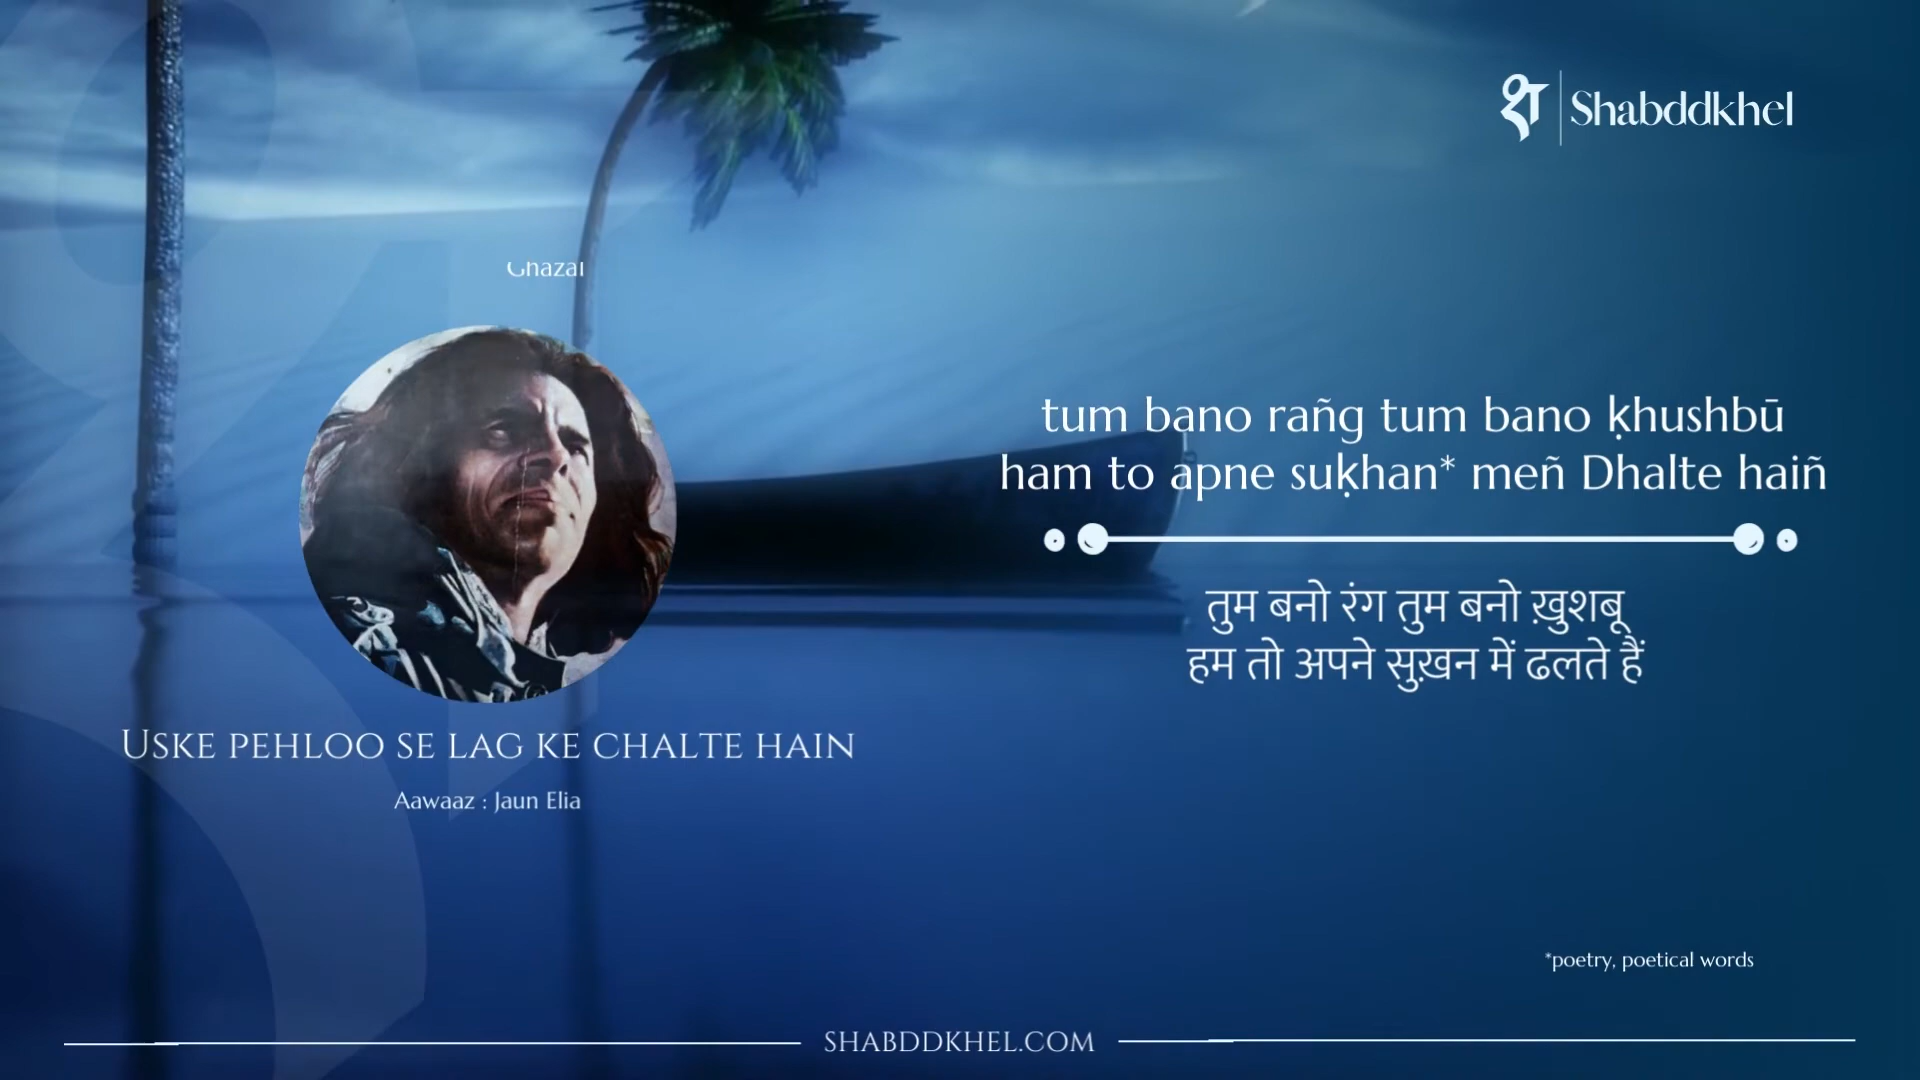 श Shabddkhel
Ghazal
tum bano rañg tum bano ḳhushbū
ham to apne suḳhan* meñ Dhalte haiñ
तुम बनो रंग तुम बनो ख़ुशबू
हम तो अपने सुख़न में ढलते हैं
Uske pehloo se lag ke chalte hain
Aawaaz : Jaun Elia
*poetry, poetical words
SHABDDKHEL.COM